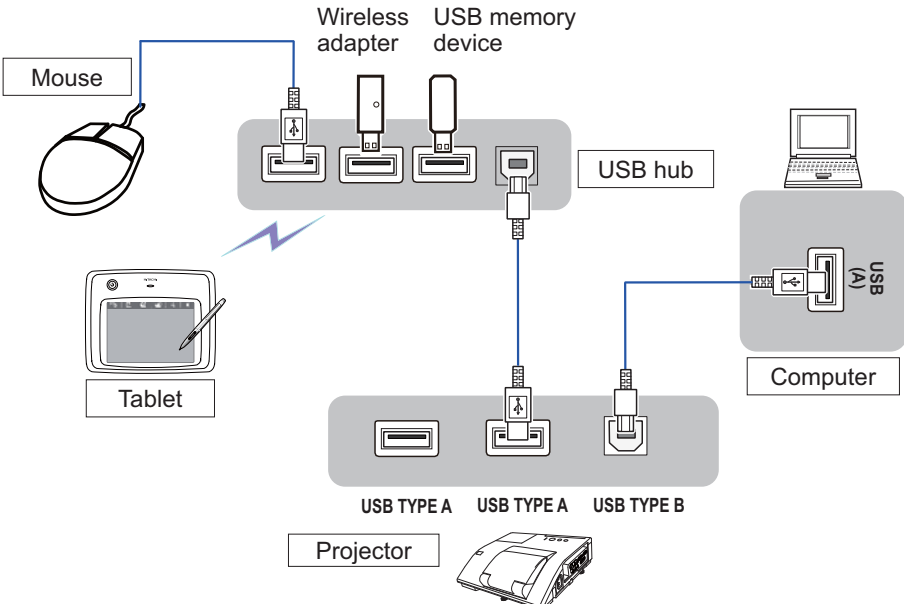 Wireless
adapter
USB memory
device
Mouse
USB hub
USB
(A)
Tablet
Computer
USB TYPE A
USB TYPE A
USB TYPE B
Projector